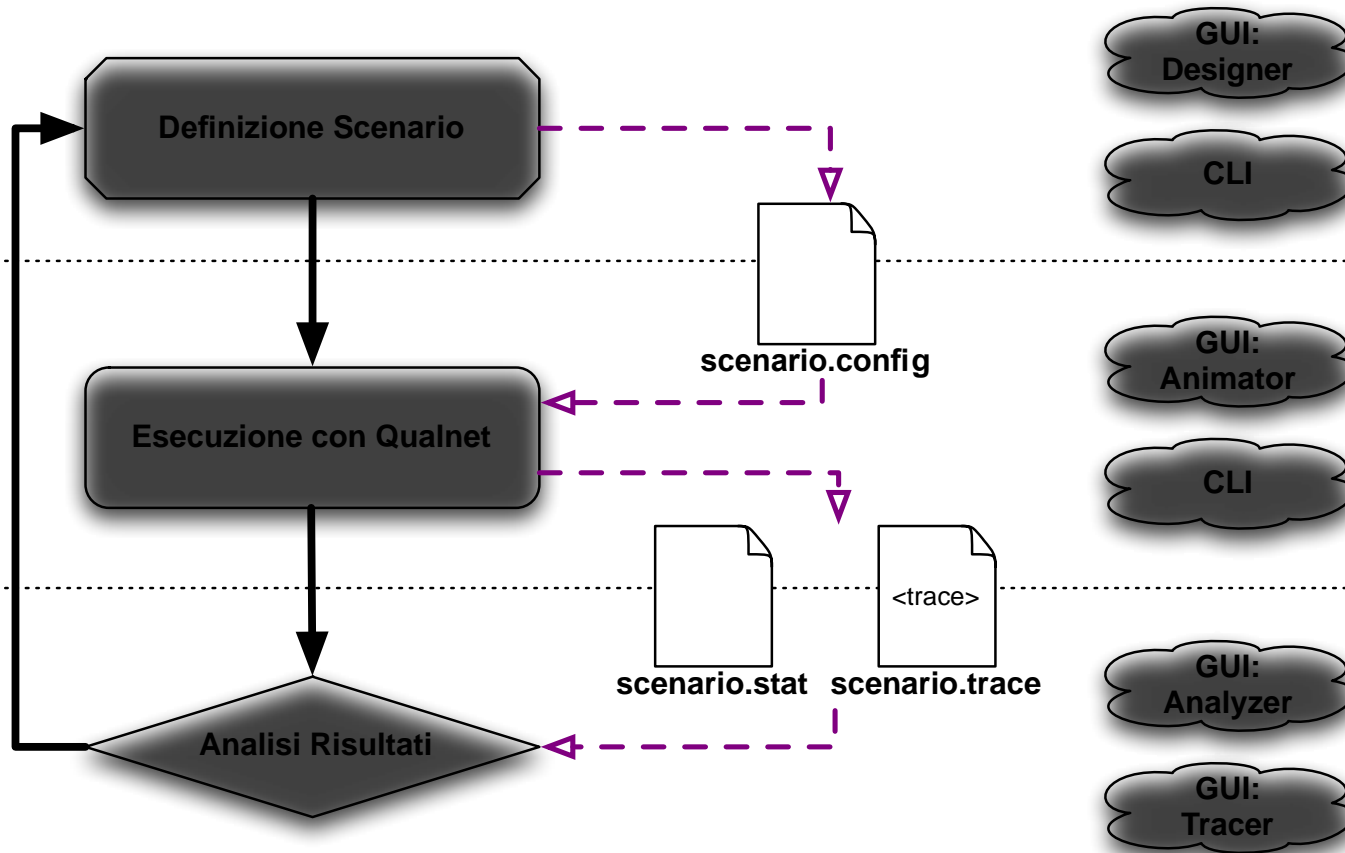 GUI:
Designer
Definizione Scenario
CLI
scenario.config
GUI:
Animator
Esecuzione con Qualnet
CLI
<trace>
scenario.stat
scenario.trace
GUI:
Analyzer
Analisi Risultati
GUI:
Tracer